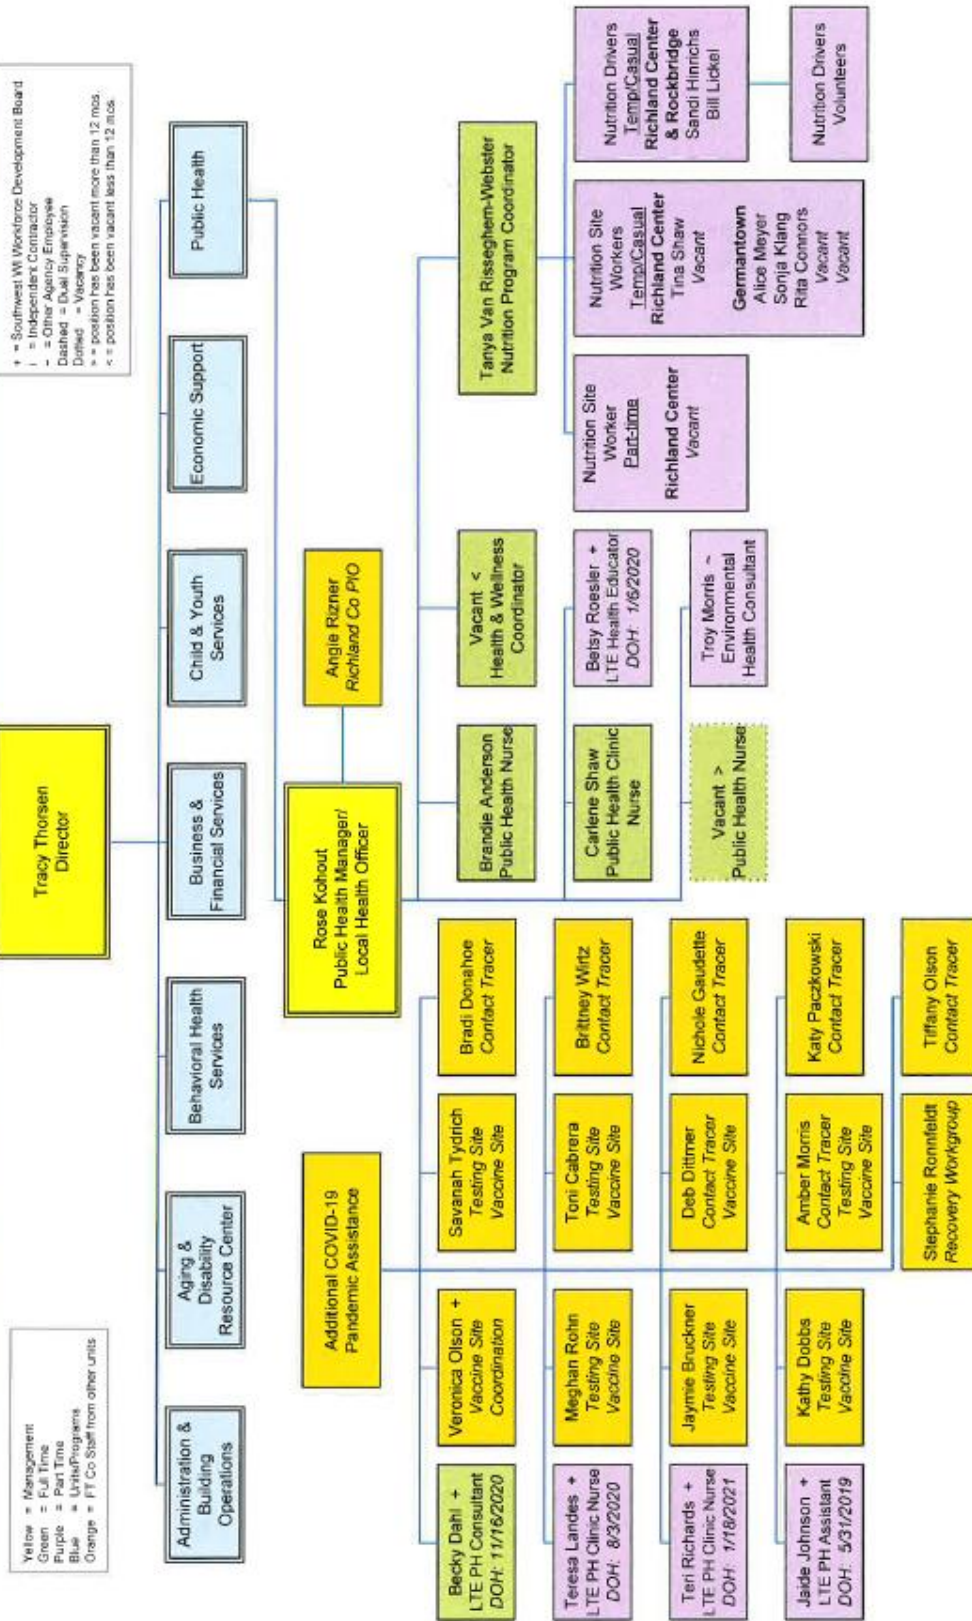 Yellow = Management
Green = Full Time
Purple = Part Time
Blue = Units/Programs
Orange = FT Co Staff from other units
Tracy Thorsen
Director
+ = Southwest WI Workforce Development Board
i = Independent Contractor
~ = Other Agency Employee
Dashed = Dual Supervision
Dotted = Vacancy
> = position has been vacant more than 12 mos.
< = position has been vacant less than 12 mos.
Administration &
Building
Operations
Aging &
Disability
Resource Center
Behavioral Health
Services
Business &
Financial Services
Child & Youth
Services
Economic Support
Public Health
Additional COVID-19
Pandemic Assistance
Rose Kohout
Public Health Manager/
Local Health Officer
Angie Rizner
Richland Co PIO
Becky Dahl +
LTE PH Consultant
DOH: 11/16/2020
Veronica Olson +
Vaccine Site
Coordination
Savanah Tydrich
Testing Site
Vaccine Site
Bradi Donahoe
Contact Tracer
Brandie Anderson
Public Health Nurse
Vacant <
Health & Wellness
Coordinator
Tanya Van Risseghem-Webster
Nutrition Program Coordinator
Teresa Landes +
LTE PH Clinic Nurse
DOH: 8/3/2020
Meghan Rohn
Testing Site
Vaccine Site
Toni Cabrera
Testing Site
Vaccine Site
Brittney Wirtz
Contact Tracer
Carlene Shaw
Public Health Clinic
Nurse
Betsy Roesler +
LTE Health Educator
DOH: 1/6/2020
Nutrition Site
Worker
Part-time
Richland Center
Vacant
Nutrition Site
Workers
Temp/Casual
Richland Center
Tina Shaw
Vacant
Germantown
Alice Meyer
Sonja Klang
Rita Connors
Vacant
Vacant
Nutrition Drivers
Temp/Casual
Richland Center
& Rockbridge
Sandi Hinrichs
Bill Lickel
Teri Richards +
LTE PH Clinic Nurse
DOH: 1/18/2021
Jaymie Bruckner
Testing Site
Vaccine Site
Deb Dittmer
Contact Tracer
Vaccine Site
Nichole Gaudette
Contact Tracer
Vacant >
Public Health Nurse
Troy Morris ~
Environmental
Health Consultant
Nutrition Drivers
Volunteers
Jaide Johnson +
LTE PH Assistant
DOH: 5/31/2019
Kathy Dobbs
Testing Site
Vaccine Site
Amber Morris
Contact Tracer
Testing Site
Vaccine Site
Katy Paczkowski
Contact Tracer
Stephanie Ronnfeldt
Recovery Workgroup
Tiffany Olson
Contact Tracer